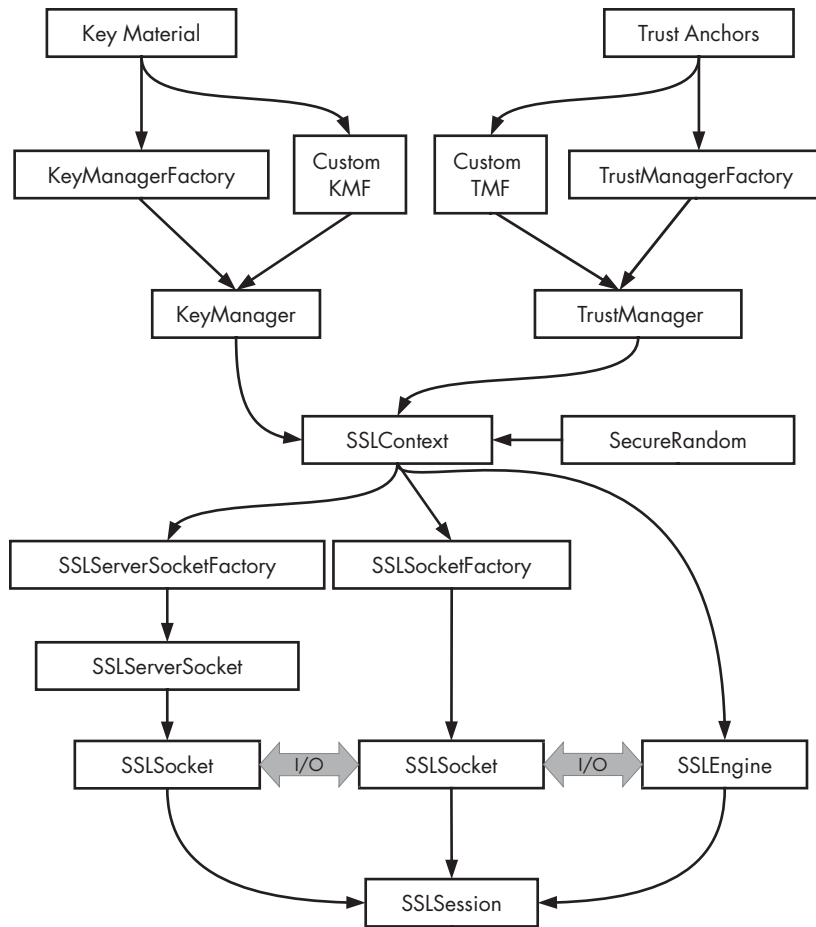 Key Material
Trust Anchors
KeyManagerFactory
Custom
KMF
Custom
TMF
TrustManagerFactory
KeyManager
TrustManager
SSLContext
SecureRandom
SSLServerSocketFactory
SSLSocketFactory
SSLServerSocket
SSLSocket
I/O
SSLSocket
I/O
SSLEngine
SSLSession